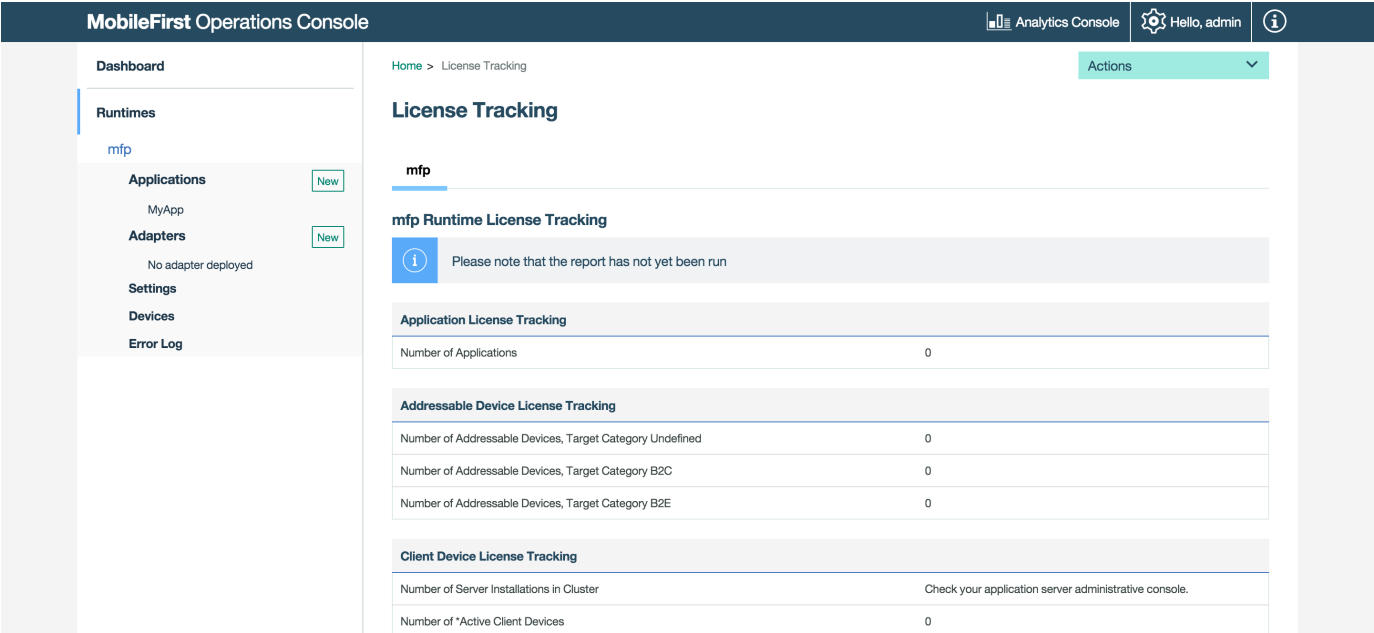 MobileFirst Operations Console
Analytics Console
Hello, admin
Dashboard
Runtimes
mfp
Applications New
MyApp
Adapters New
No adapter deployed
Settings
Devices
Error Log
Home > License Tracking
Actions
License Tracking
mfp
mfp Runtime License Tracking
Please note that the report has not yet been run
Application License Tracking
Number of Applications 0
Addressable Device License Tracking
Number of Addressable Devices, Target Category Undefined 0
Number of Addressable Devices, Target Category B2C 0
Number of Addressable Devices, Target Category B2E 0
Client Device License Tracking
Number of Server Installations in Cluster Check your application server administrative console.
Number of *Active Client Devices 0